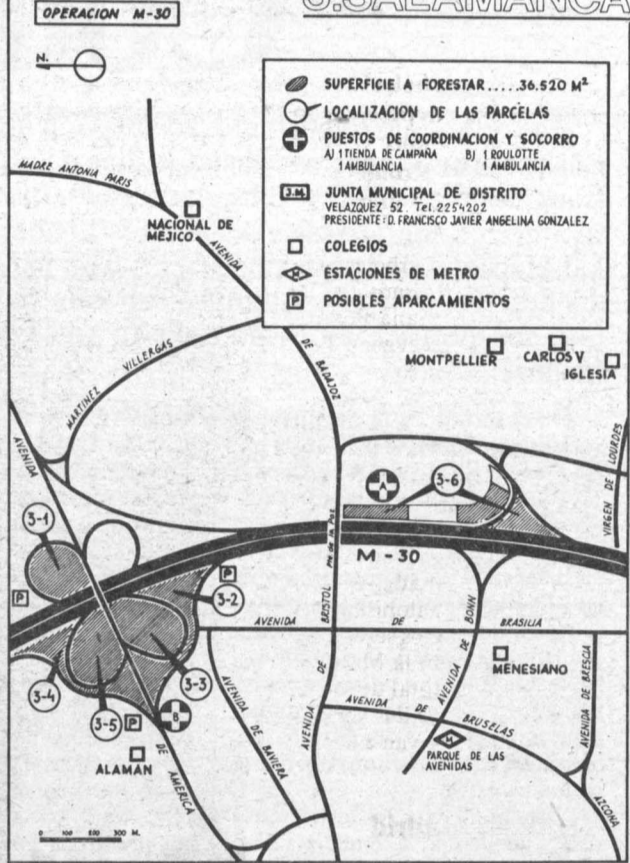 OPERACION M-30
S.SALAMANCA
N.
SUPERFICIE A FORESTAR.....36.520 M²
LOCALIZACION DE LAS PARCELAS
PUESTOS DE COORDINACION Y SOCORRO
A) 1 TIENDA DE CAMPAÑA B) 1 ROULOTTE
1 AMBULANCIA 1 AMBULANCIA
J.M. JUNTA MUNICIPAL DE DISTRITO
VELAZQUEZ 52. Tel. 2254202
PRESIDENTE: D. FRANCISCO JAVIER ANGELINA GONZALEZ
COLEGIOS
M ESTACIONES DE METRO
P POSIBLES APARCAMIENTOS
MADRE ANTONIA PARIS
NACIONAL DE
MEJICO
AVENIDA
DE BADAJOZ
MARTINEZ VILLERGAS
MONTPELLIER
CARLOS V
IGLESIA
VIRGEN DE LOURDES
AVENIDA
3-1
A
3-6
Pte de la Paz
M-30
P
P
3-2
AVENIDA DE BRASILIA
AVENIDA DE BRISTOL
AVENIDA DE BONN
3-3
3-4
3-5
P
B
MENESIANO
AVENIDA DE BRESCIA
AVENIDA DE BAVIERA
AVENIDA DE BRUSELAS
M
PARQUE DE LAS
AVENIDAS
ALAMAN
DE AMERICA
AZCONA
0 100 200 300 M.